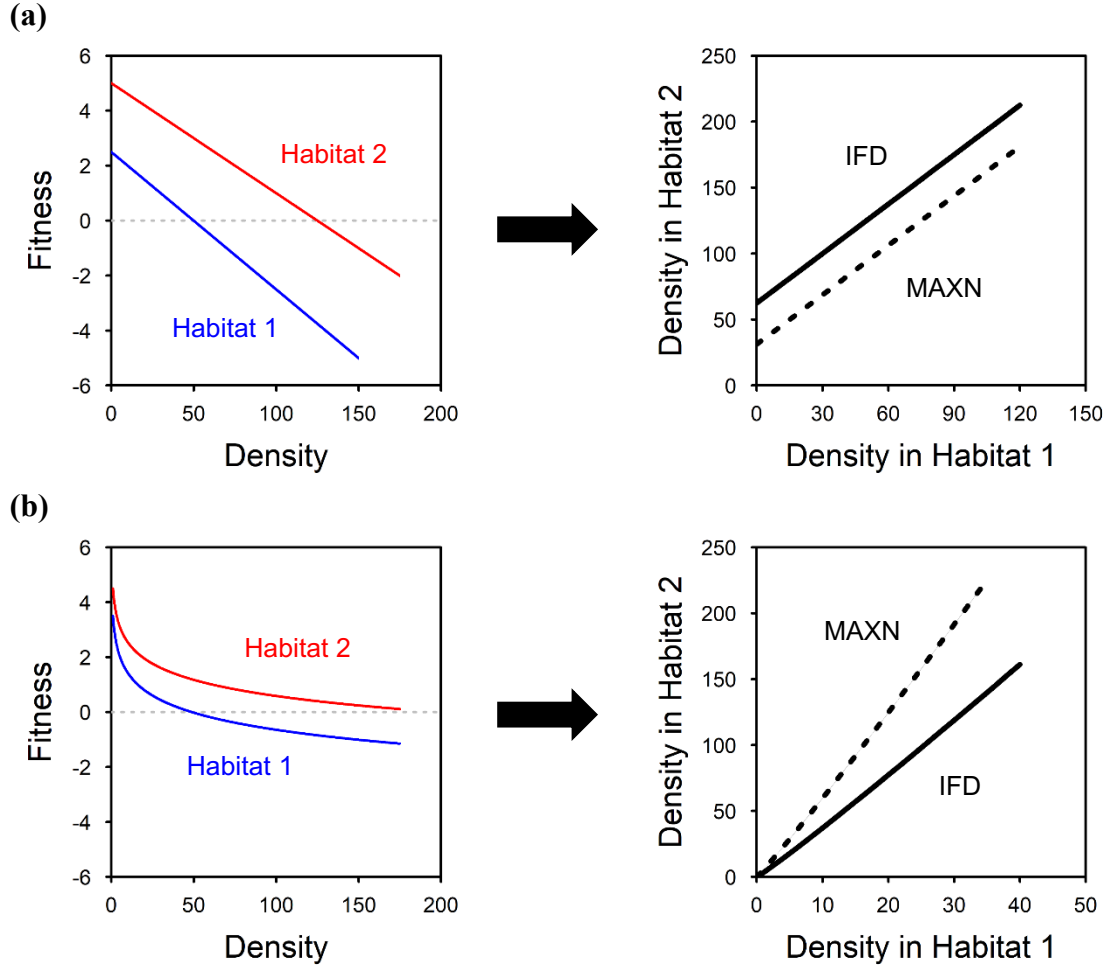 (a)
6
4
2
0
-2
-4
-6
Fitness
Habitat 2
Habitat 1
0
50
100
150
200
Density
250
200
150
100
50
0
Density in Habitat 2
IFD
MAXN
0
30
60
90
120
150
Density in Habitat 1
(b)
6
4
2
0
-2
-4
-6
Fitness
Habitat 2
Habitat 1
0
50
100
150
200
Density
250
200
150
100
50
0
Density in Habitat 2
MAXN
IFD
0
10
20
30
40
50
Density in Habitat 1